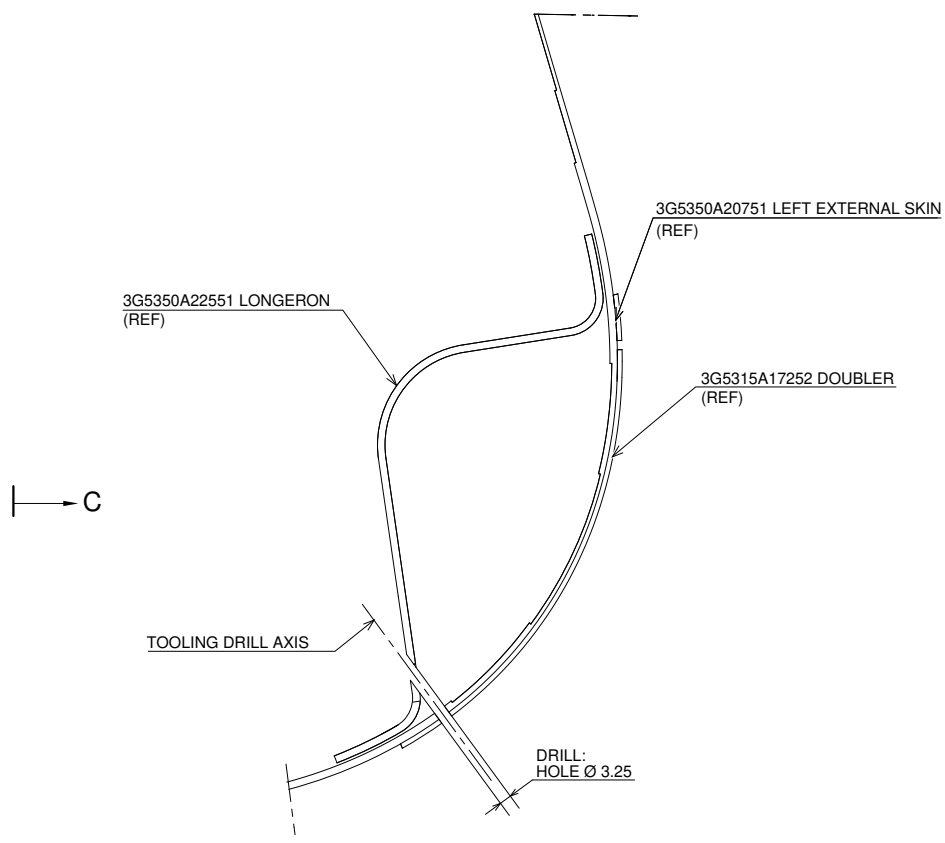 3G5350A20751 LEFT EXTERNAL SKIN
(REF)
3G5350A22551 LONGERON
(REF)
3G5315A17252 DOUBLER
(REF)
C
TOOLING DRILL AXIS
DRILL:
HOLE Ø 3.25